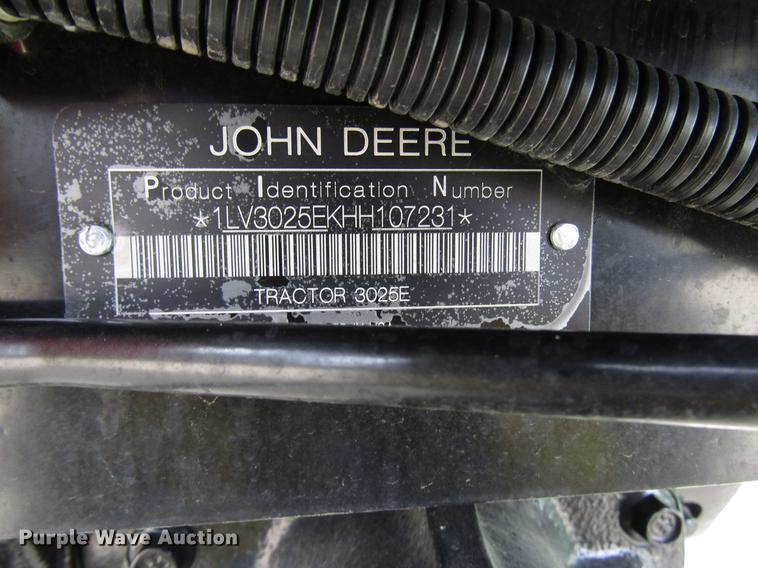 JOHN DEERE
Product Identification Number
*1LV3025EKHH107231*
TRACTOR 3025E
Purple Wave Auction